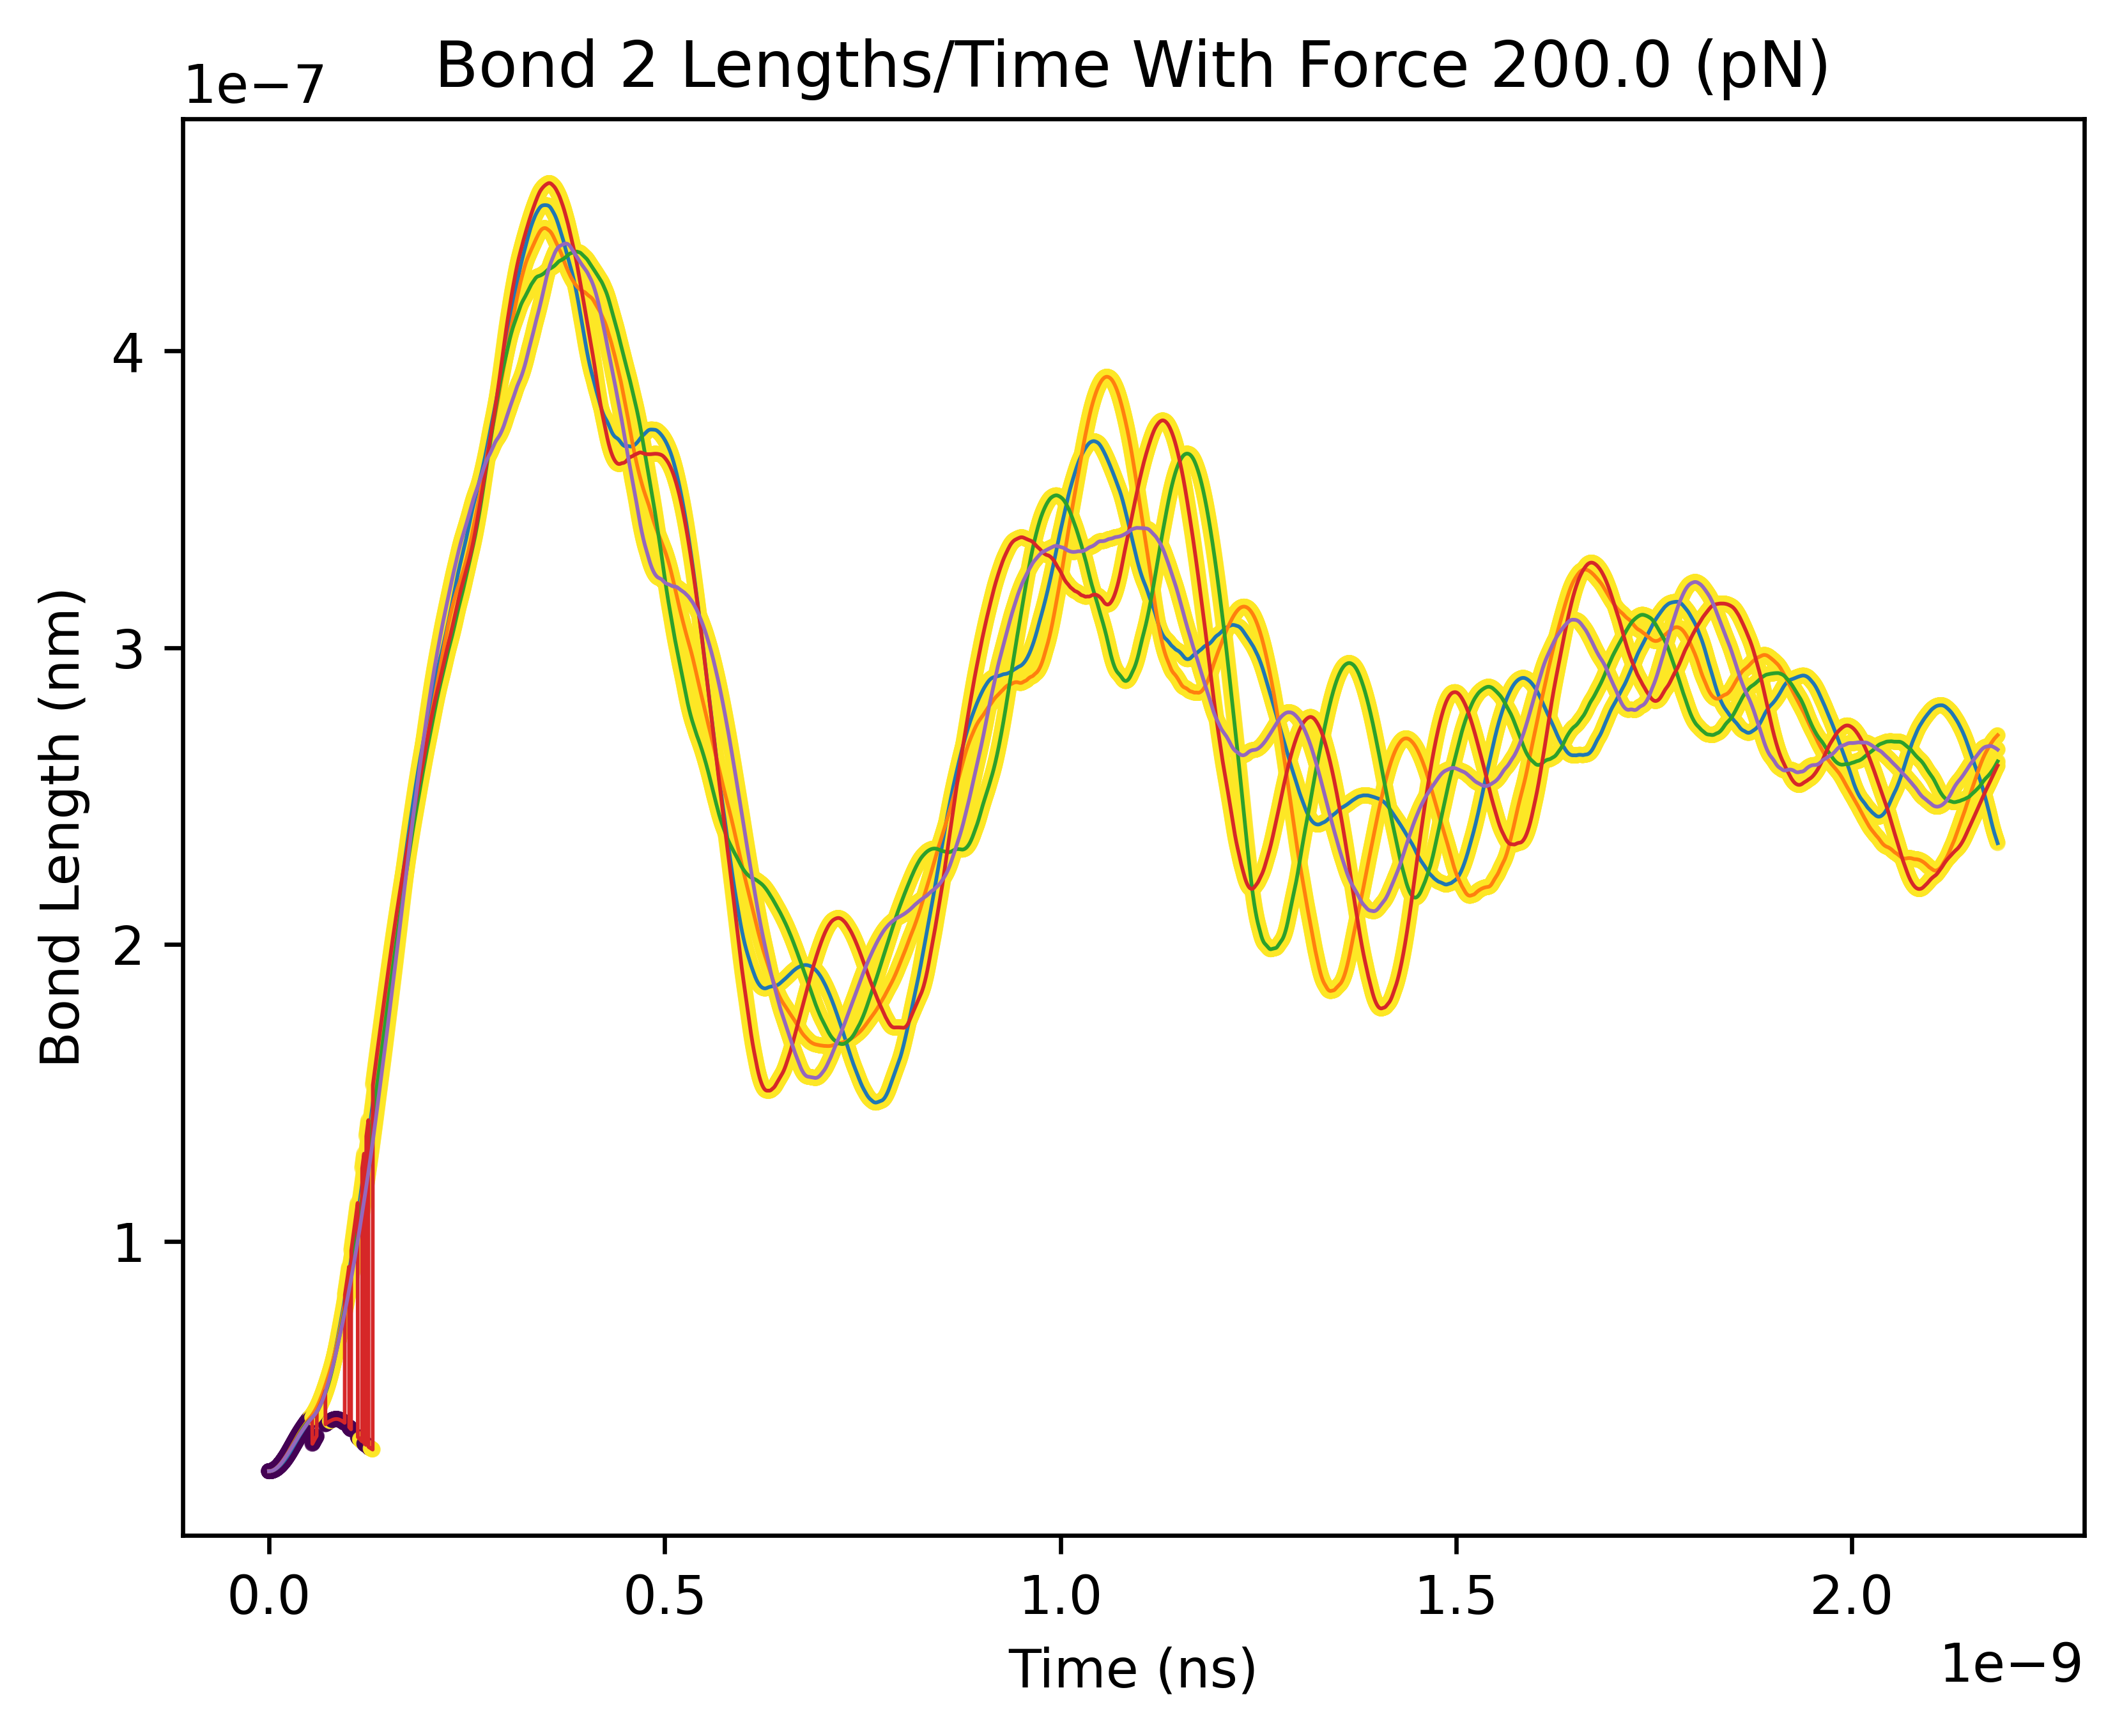 Bond 2 Lengths/Time With Force 200.0 (pN)
1e−7
4
3
2
1
Bond Length (nm)
0.0 0.5 1.0 1.5 2.0
Time (ns)
1e−9